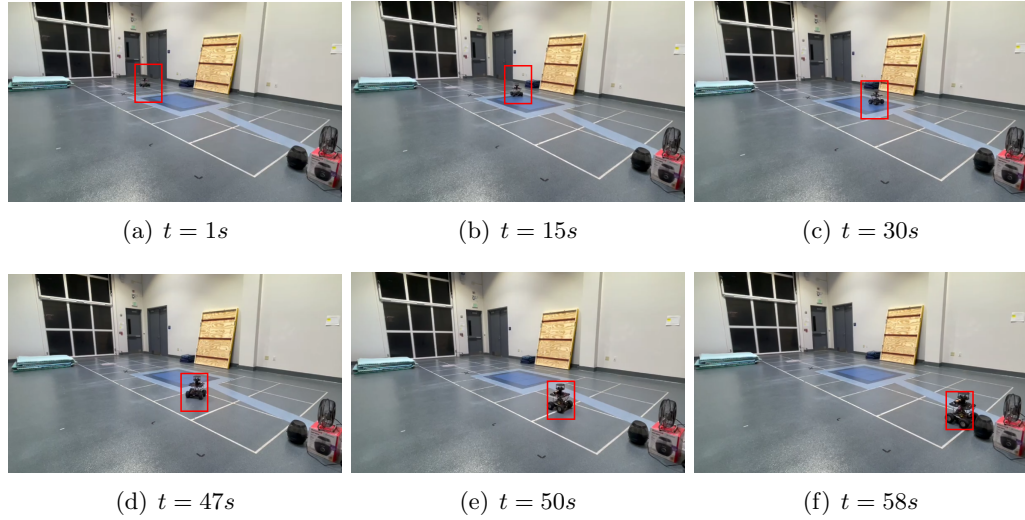 (a) t = 1s
(b) t = 15s
(c) t = 30s
(d) t = 47s
(e) t = 50s
(f) t = 58s